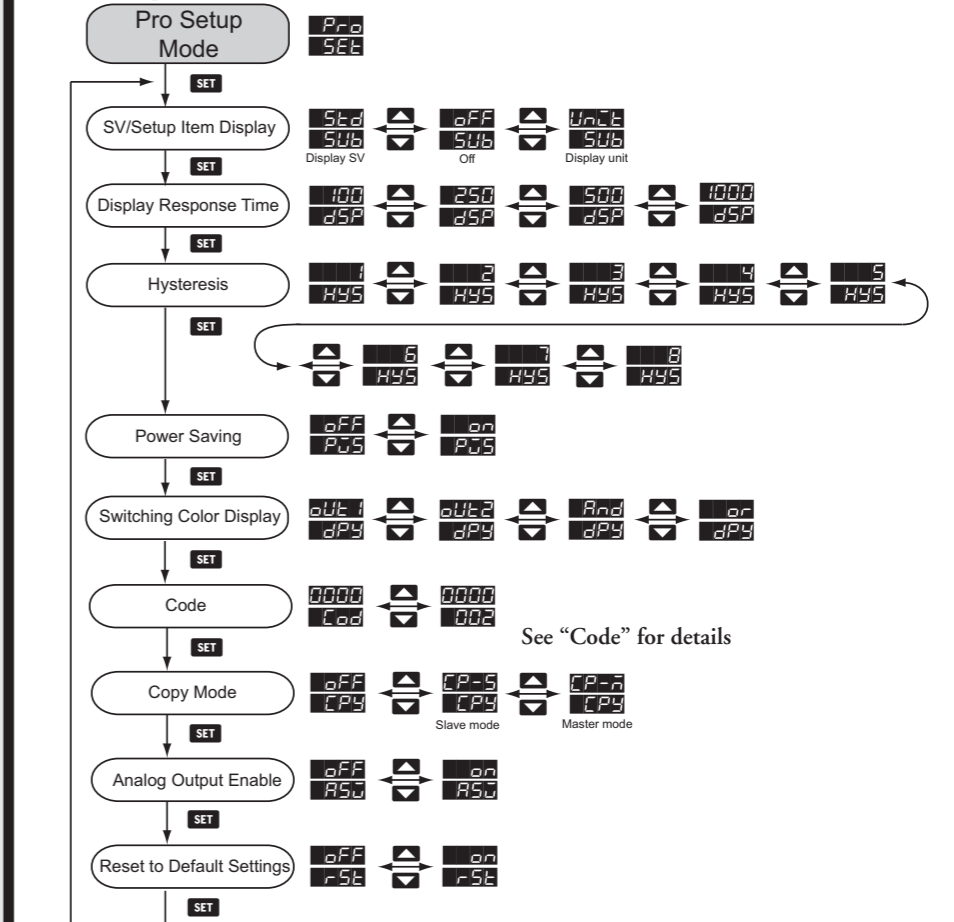 Pro Setup
Mode
Pro
SEt
SET
SV/Setup Item Display
Std oFF Unit
SUb SUb SUb
Display SV Off Display unit
SET
Display Response Time
100 250 500 1000
dSP dSP dSP dSP
SET
Hysteresis
1 2 3 4 5
HYS HYS HYS HYS HYS
SET
6 7 8
HYS HYS HYS
Power Saving
oFF on
PwS PwS
SET
Switching Color Display
oUt1 oUt2 And or
dPY dPY dPY dPY
SET
Code
0000 0000
Cod 002
See “Code” for details
SET
Copy Mode
oFF CP-S CP-m
CPY CPY CPY
Slave mode Master mode
SET
Analog Output Enable
oFF on
ASw ASw
SET
Reset to Default Settings
oFF on
rSt rSt
SET